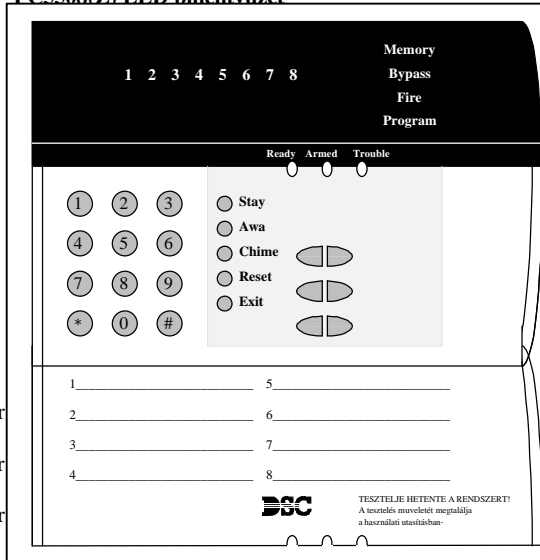 1 2 3 4 5 6 7 8
Memory
Bypass
Fire
Program
Ready Armed Trouble
1 2 3
4 5 6
7 8 9
* 0 #
Stay
Awa
Chime
Reset
Exit
1 5
2 6
3 7
4 8
DSC
TESZTELJE HETENTE A RENDSZERT!
A tesztelés muveletét megtalálja
a használati utasításban-
r
r
r